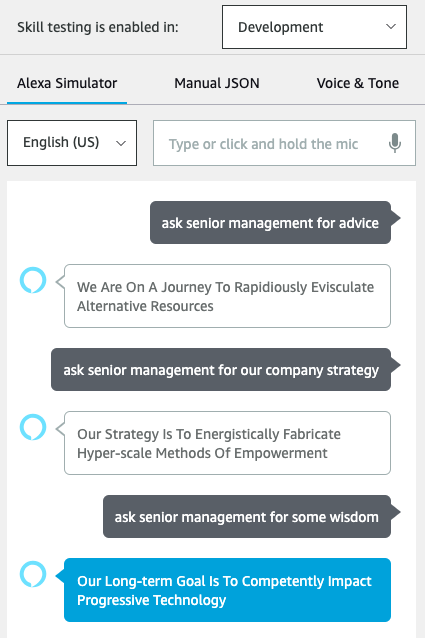 Skill testing is enabled in:
Development
Alexa Simulator
Manual JSON
Voice & Tone
English (US)
Type or click and hold the mic
ask senior management for advice
We Are On A Journey To Rapidiously Evisculate
Alternative Resources
ask senior management for our company strategy
Our Strategy Is To Energistically Fabricate
Hyper-scale Methods Of Empowerment
ask senior management for some wisdom
Our Long-term Goal Is To Competently Impact
Progressive Technology